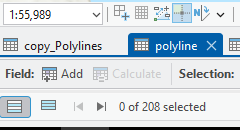 1:55,989
copy_Polylines polyline
Field: Add Calculate Selection:
0 of 208 selected